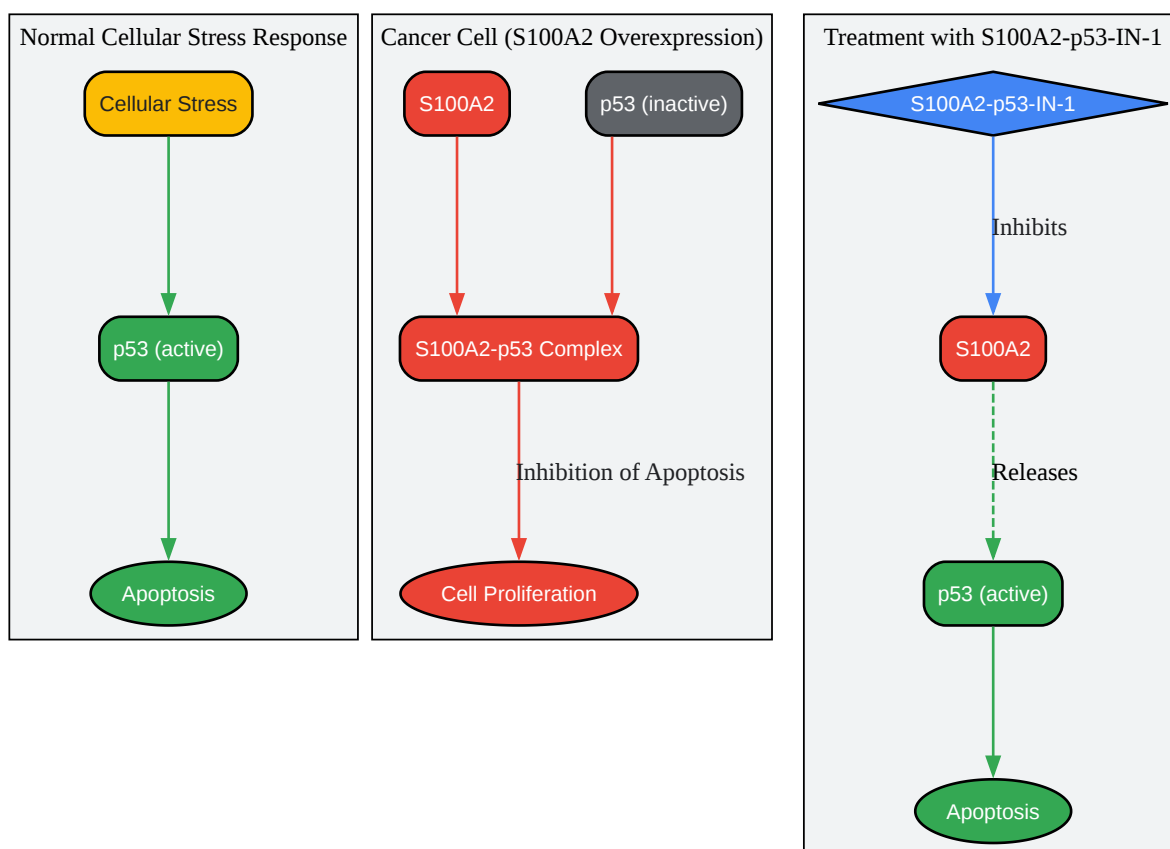 Normal Cellular Stress Response
Cellular Stress
p53 (active)
Apoptosis
Cancer Cell (S100A2 Overexpression)
S100A2
p53 (inactive)
S100A2-p53 Complex
Inhibition of Apoptosis
Cell Proliferation
Treatment with S100A2-p53-IN-1
S100A2-p53-IN-1
Inhibits
S100A2
Releases
p53 (active)
Apoptosis